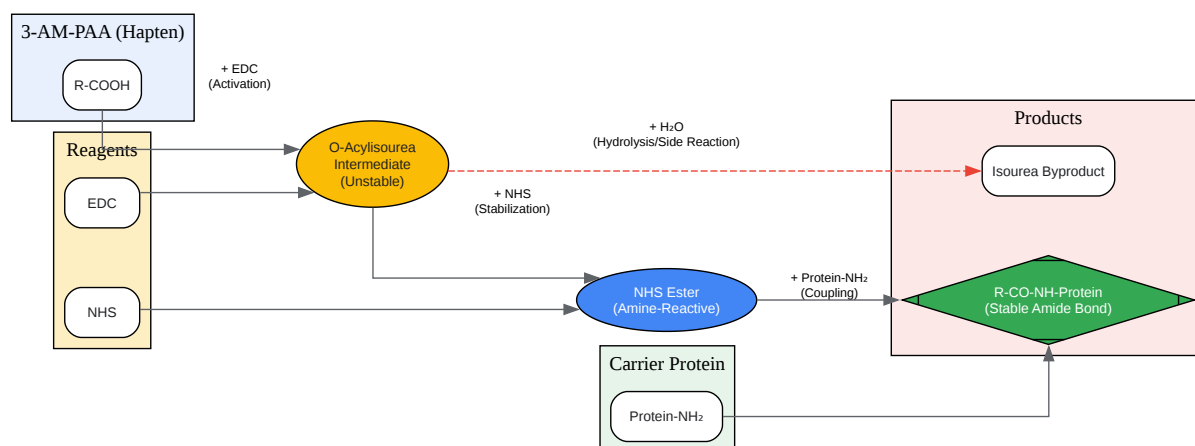 3-AM-PAA (Hapten)
R-COOH
+ EDC
(Activation)
Reagents
EDC
NHS
O-Acylisourea
Intermediate
(Unstable)
+ H₂O
(Hydrolysis/Side Reaction)
+ NHS
(Stabilization)
NHS Ester
(Amine-Reactive)
+ Protein-NH₂
(Coupling)
Products
Isourea Byproduct
R-CO-NH-Protein
(Stable Amide Bond)
Carrier Protein
Protein-NH₂